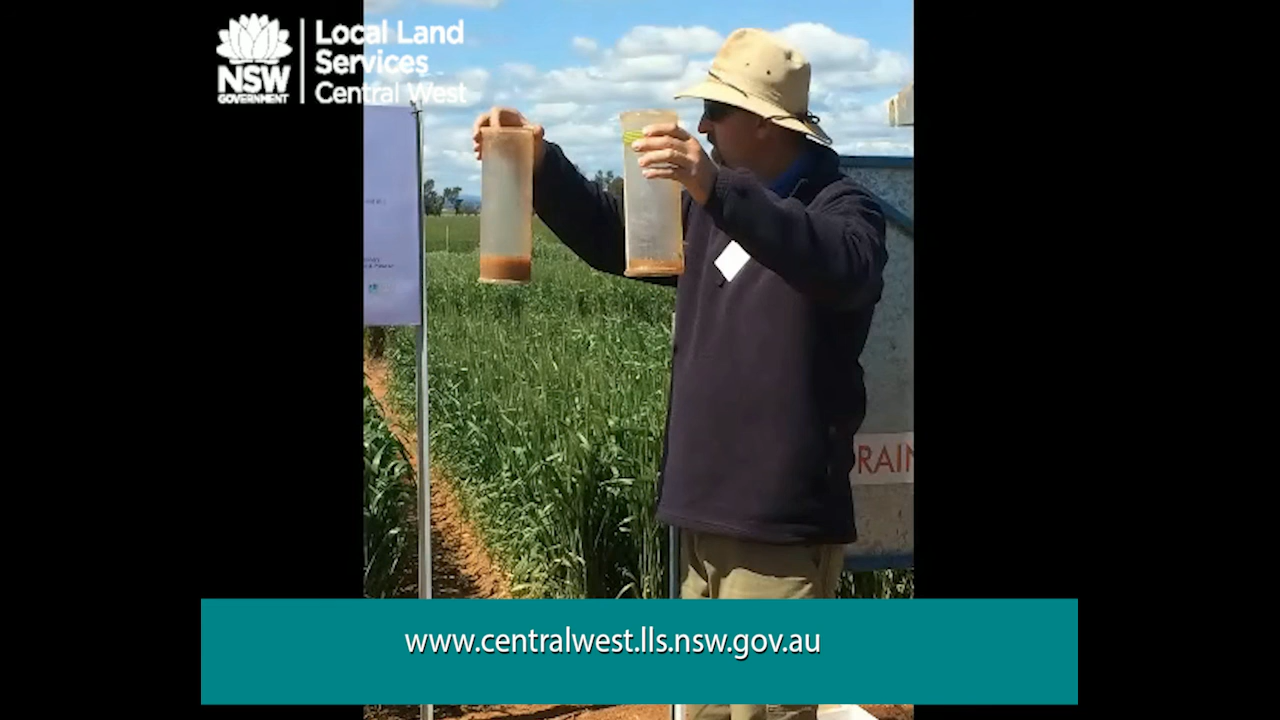 NSW
GOVERNMENT
Local Land
Services
Central West
RAIN
www.centralwest.lls.nsw.gov.au